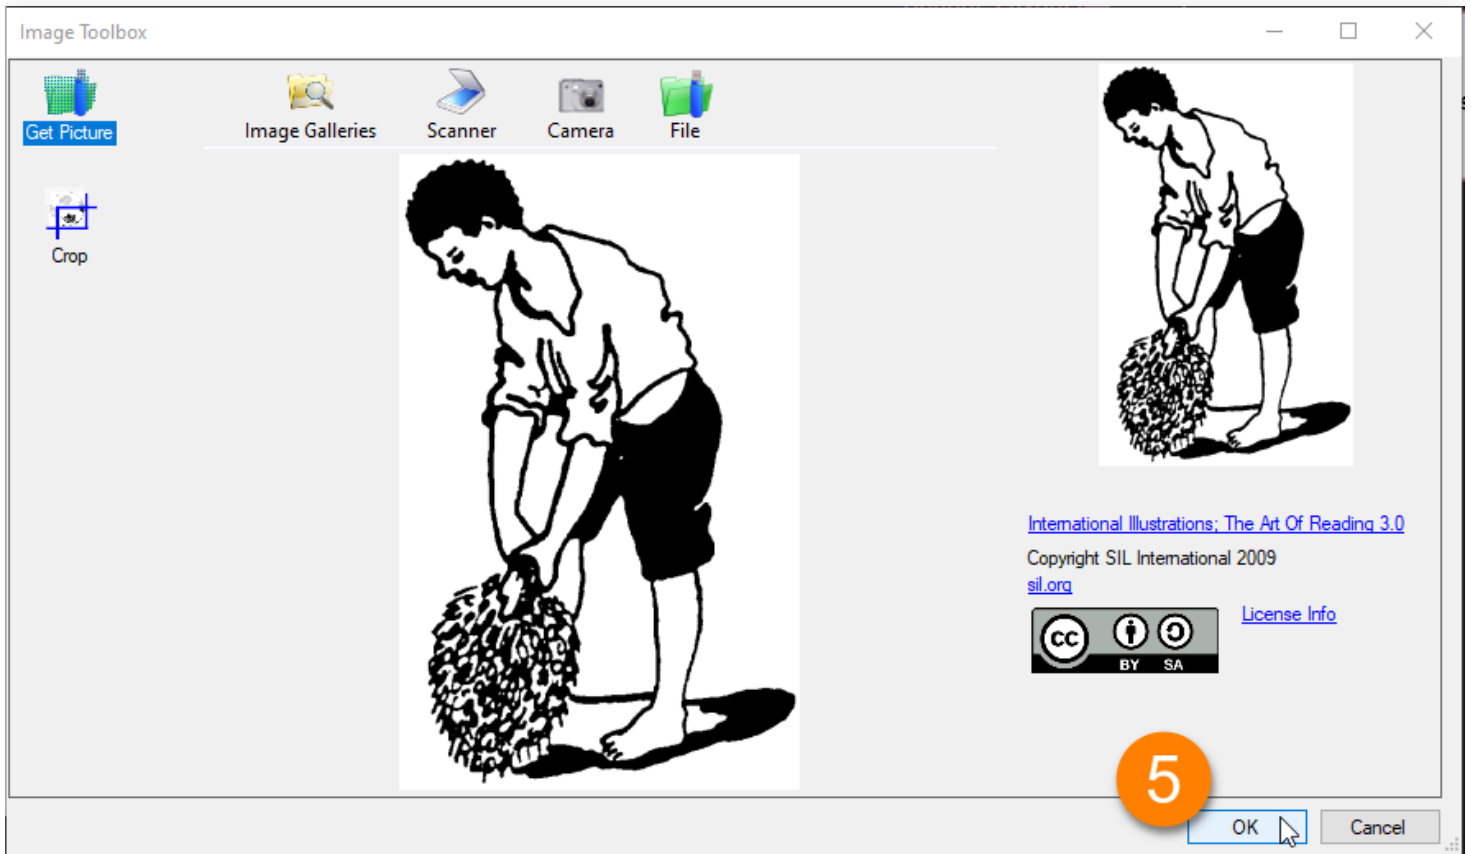 Image Toolbox
Get Picture
Image Galleries
Scanner
Camera
File
Crop
International Illustrations; The Art Of Reading 3.0
Copyright SIL International 2009
sil.org
License Info
cc
BY SA
5
OK
Cancel